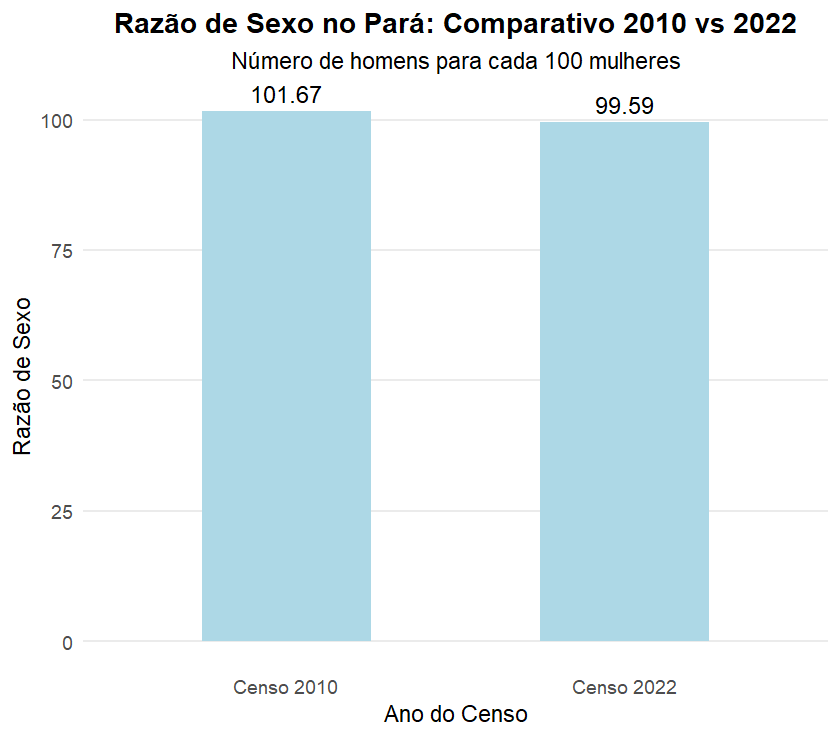 Razão de Sexo no Pará: Comparativo 2010 vs 2022
Número de homens para cada 100 mulheres
101.67
99.59
100
75
50
25
0
Razão de Sexo
Censo 2010
Censo 2022
Ano do Censo